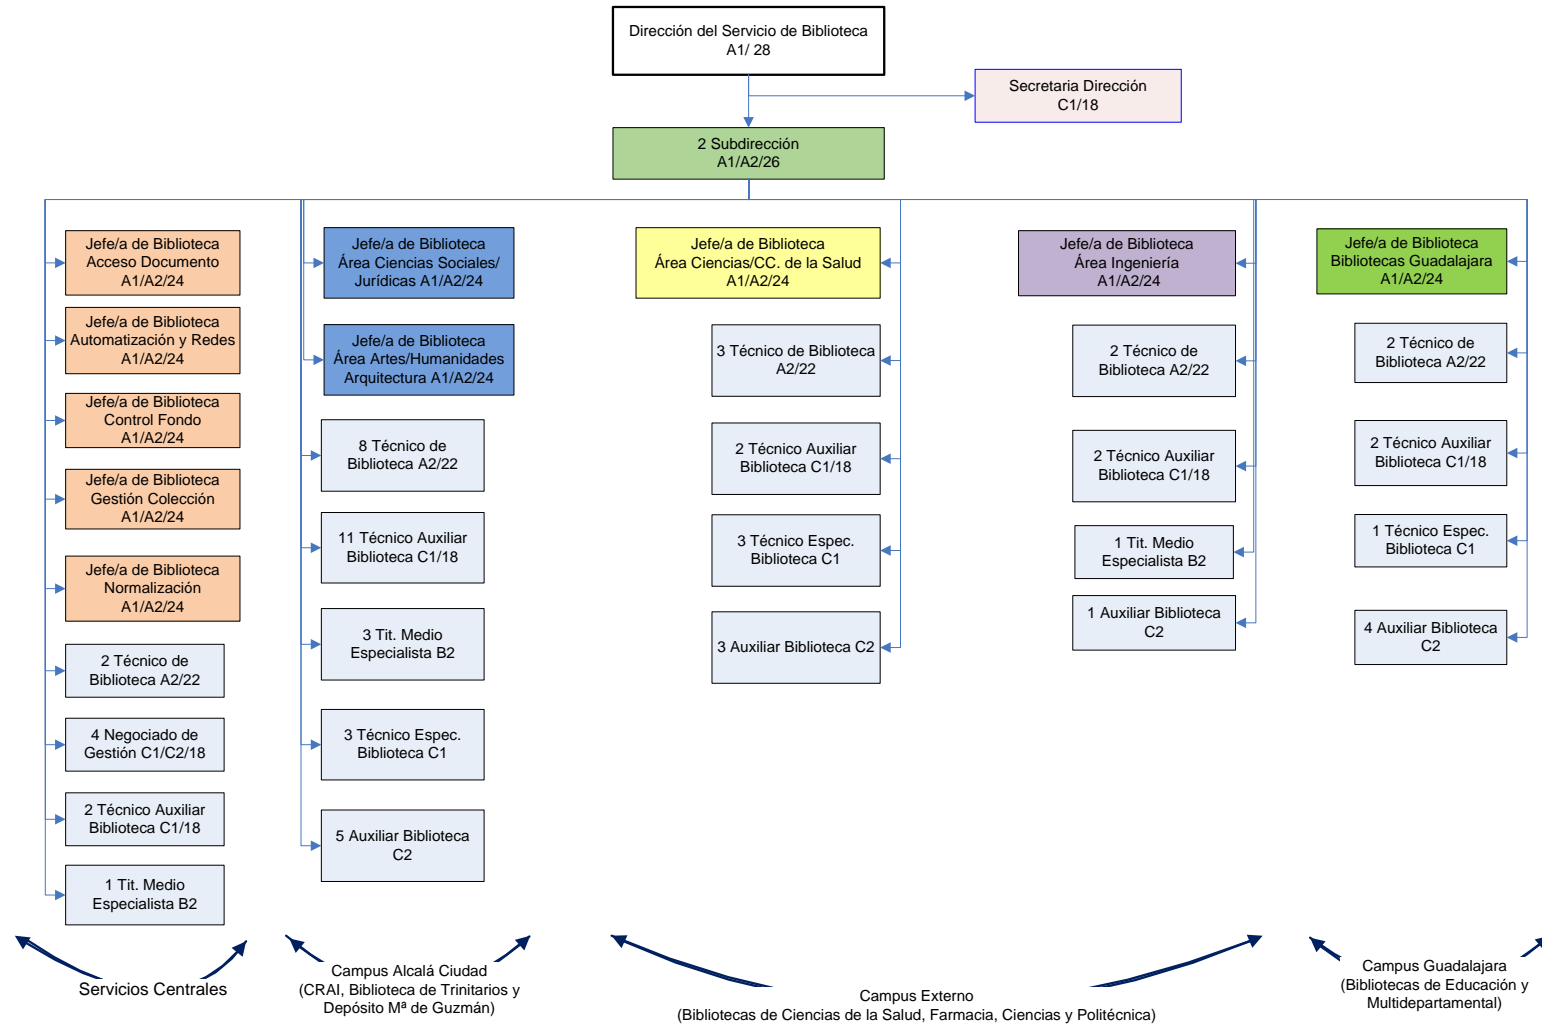 Dirección del Servicio de Biblioteca
A1/ 28
Secretaria Dirección
C1/18
2 Subdirección
A1/A2/26
Jefe/a de Biblioteca
Acceso Documento
A1/A2/24
Jefe/a de Biblioteca
Automatización y Redes
A1/A2/24
Jefe/a de Biblioteca
Control Fondo
A1/A2/24
Jefe/a de Biblioteca
Gestión Colección
A1/A2/24
Jefe/a de Biblioteca
Normalización
A1/A2/24
2 Técnico de
Biblioteca A2/22
4 Negociado de
Gestión C1/C2/18
2 Técnico Auxiliar
Biblioteca C1/18
1 Tit. Medio
Especialista B2
Servicios Centrales
Jefe/a de Biblioteca
Área Ciencias Sociales/
Jurídicas A1/A2/24
Jefe/a de Biblioteca
Área Artes/Humanidades
Arquitectura A1/A2/24
8 Técnico de
Biblioteca A2/22
11 Técnico Auxiliar
Biblioteca C1/18
3 Tit. Medio
Especialista B2
3 Técnico Espec.
Biblioteca C1
5 Auxiliar Biblioteca
C2
Campus Alcalá Ciudad
(CRAI, Biblioteca de Trinitarios y
Depósito Mª de Guzmán)
Jefe/a de Biblioteca
Área Ciencias/CC. de la Salud
A1/A2/24
3 Técnico de Biblioteca
A2/22
2 Técnico Auxiliar
Biblioteca C1/18
3 Técnico Espec.
Biblioteca C1
3 Auxiliar Biblioteca C2
Jefe/a de Biblioteca
Área Ingeniería
A1/A2/24
2 Técnico de
Biblioteca A2/22
2 Técnico Auxiliar
Biblioteca C1/18
1 Tit. Medio
Especialista B2
1 Auxiliar Biblioteca
C2
Campus Externo
(Bibliotecas de Ciencias de la Salud, Farmacia, Ciencias y Politécnica)
Jefe/a de Biblioteca
Bibliotecas Guadalajara
A1/A2/24
2 Técnico de
Biblioteca A2/22
2 Técnico Auxiliar
Biblioteca C1/18
1 Técnico Espec.
Biblioteca C1
4 Auxiliar Biblioteca
C2
Campus Guadalajara
(Bibliotecas de Educación y
Multidepartamental)